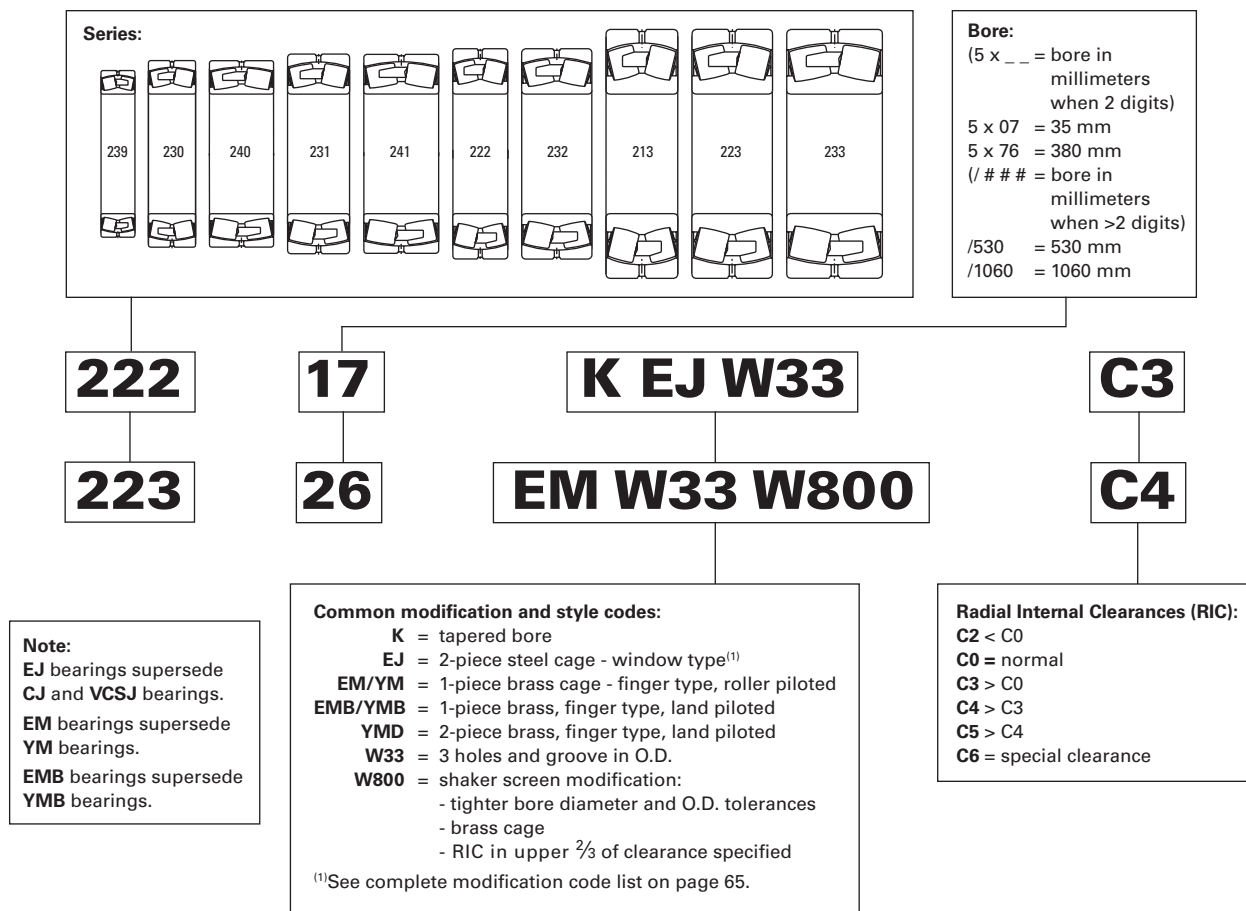 Series:
239 230 240 231 241 222 232 213 223 233
Bore:
(5 x _ _ = bore in
millimeters
when 2 digits)
5 x 07 = 35 mm
5 x 76 = 380 mm
(/ # # # = bore in
millimeters
when >2 digits)
/530 = 530 mm
/1060 = 1060 mm
222 17 K EJ W33 C3
223 26 EM W33 W800 C4
Note:
EJ bearings supersede
CJ and VCSJ bearings.
EM bearings supersede
YM bearings.
EMB bearings supersede
YMB bearings.
Common modification and style codes:
K = tapered bore
EJ = 2-piece steel cage - window type(1)
EM/YM = 1-piece brass cage - finger type, roller piloted
EMB/YMB = 1-piece brass, finger type, land piloted
YMD = 2-piece brass, finger type, land piloted
W33 = 3 holes and groove in O.D.
W800 = shaker screen modification:
- tighter bore diameter and O.D. tolerances
- brass cage
- RIC in upper ⅔ of clearance specified
(1)See complete modification code list on page 65.
Radial Internal Clearances (RIC):
C2 < C0
C0 = normal
C3 > C0
C4 > C3
C5 > C4
C6 = special clearance